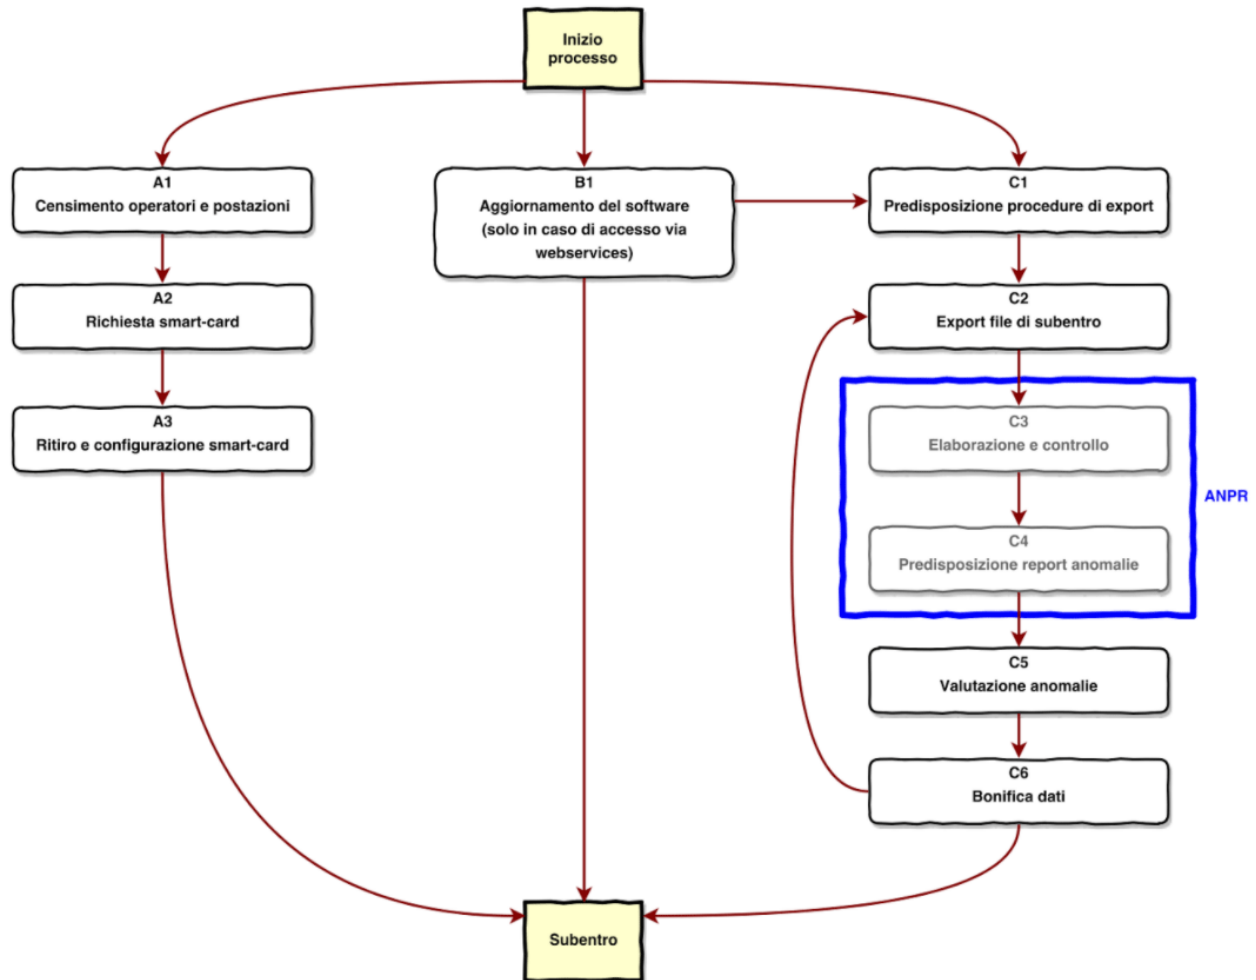 Inizio
processo
A1
Censimento operatori e postazioni
B1
Aggiornamento del software
(solo in caso di accesso via
webservices)
C1
Predisposizione procedure di export
A2
Richiesta smart-card
C2
Export file di subentro
A3
Ritiro e configurazione smart-card
C3
Elaborazione e controllo
ANPR
C4
Predisposizione report anomalie
C5
Valutazione anomalie
C6
Bonifica dati
Subentro